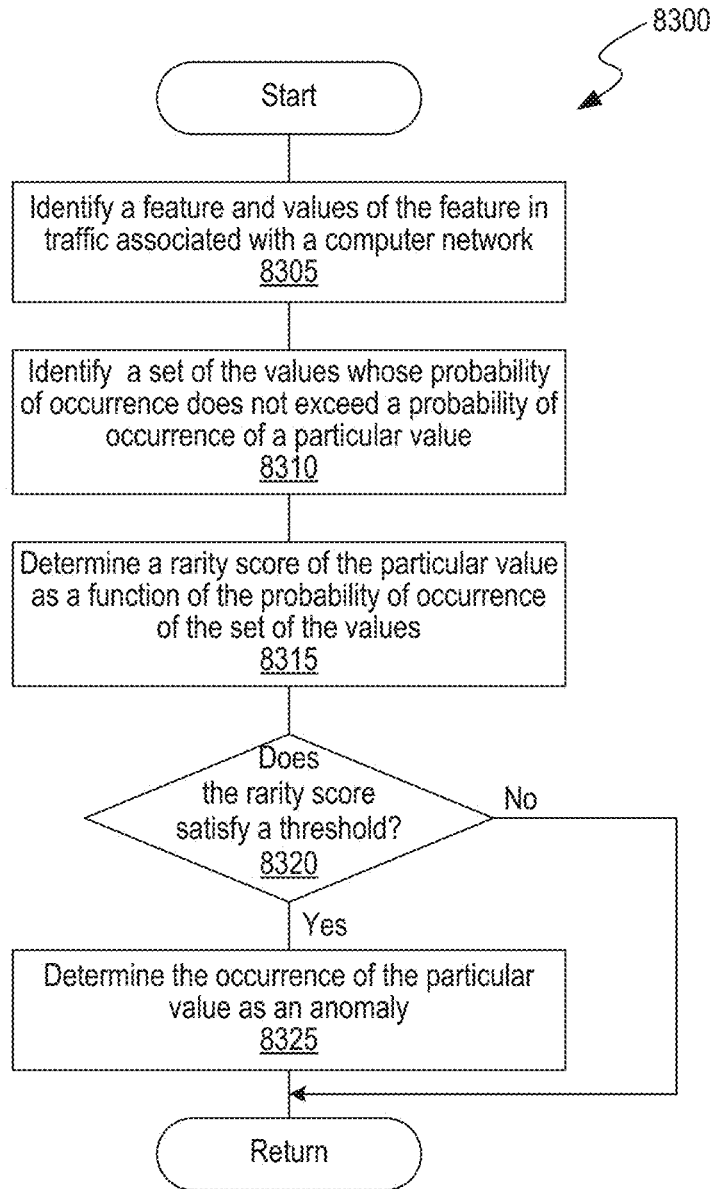 8300
Start
Identify a feature and values of the feature in
traffic associated with a computer network
8305
Identify a set of the values whose probability
of occurrence does not exceed a probability of
occurrence of a particular value
8310
Determine a rarity score of the particular value
as a function of the probability of occurrence
of the set of the values
8315
Does
the rarity score
satisfy a threshold?
8320
No
Yes
Determine the occurrence of the particular
value as an anomaly
8325
Return